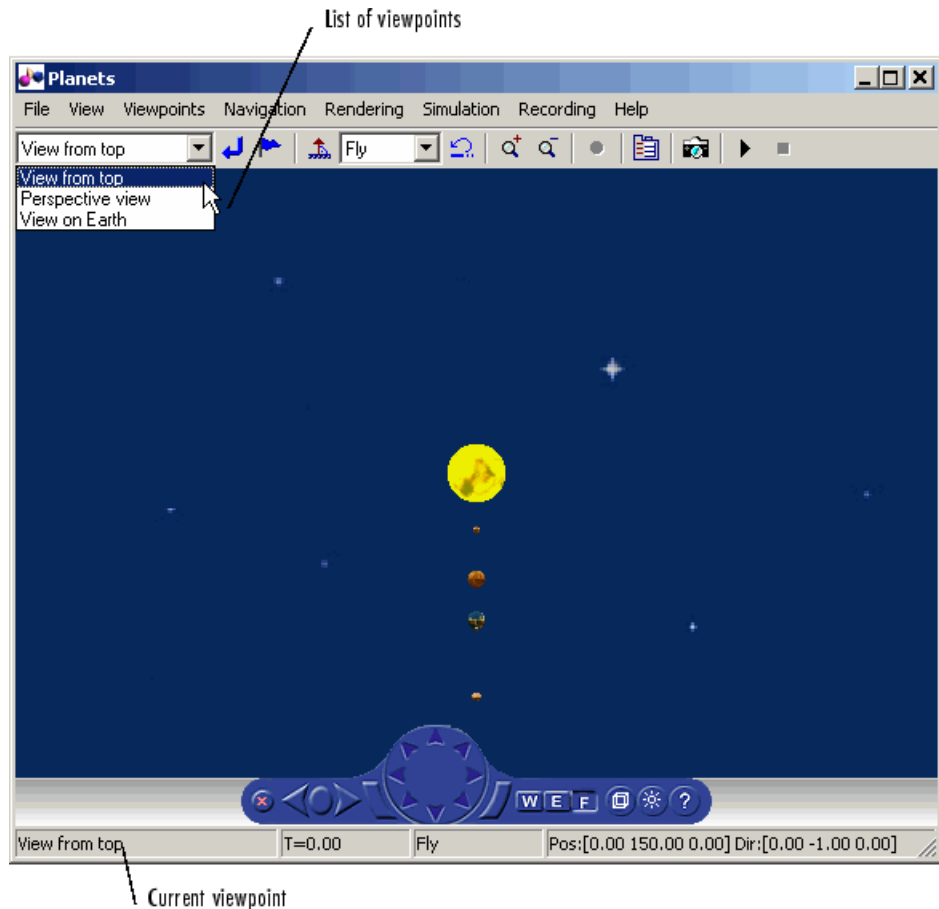 List of viewpoints
Planets
File View Viewpoints Navigation Rendering Simulation Recording Help
View from top Fly
View from top
Perspective view
View on Earth
W E F ?
View from top T=0.00 Fly Pos:[0.00 150.00 0.00] Dir:[0.00 -1.00 0.00]
Current viewpoint